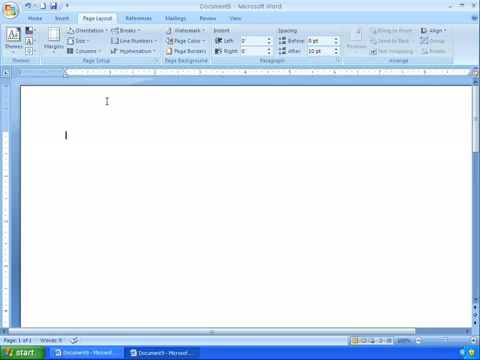 Document9 - Microsoft Word
Home Insert Page Layout References Mailings Review View
Themes
Margins
Orientation
Size
Columns
Breaks
Line Numbers
Hyphenation
Watermark
Page Color
Page Borders
Indent
Left: 0"
Right: 0"
Spacing
Before: 0 pt
After: 10 pt
Position
Bring to Front
Send to Back
Text Wrapping
Align
Group
Rotate
Themes Page Setup Page Background Paragraph Arrange
Page: 1 of 1 Words: 0 100%
start Document8 - Microsof... Document9 - Microsof...